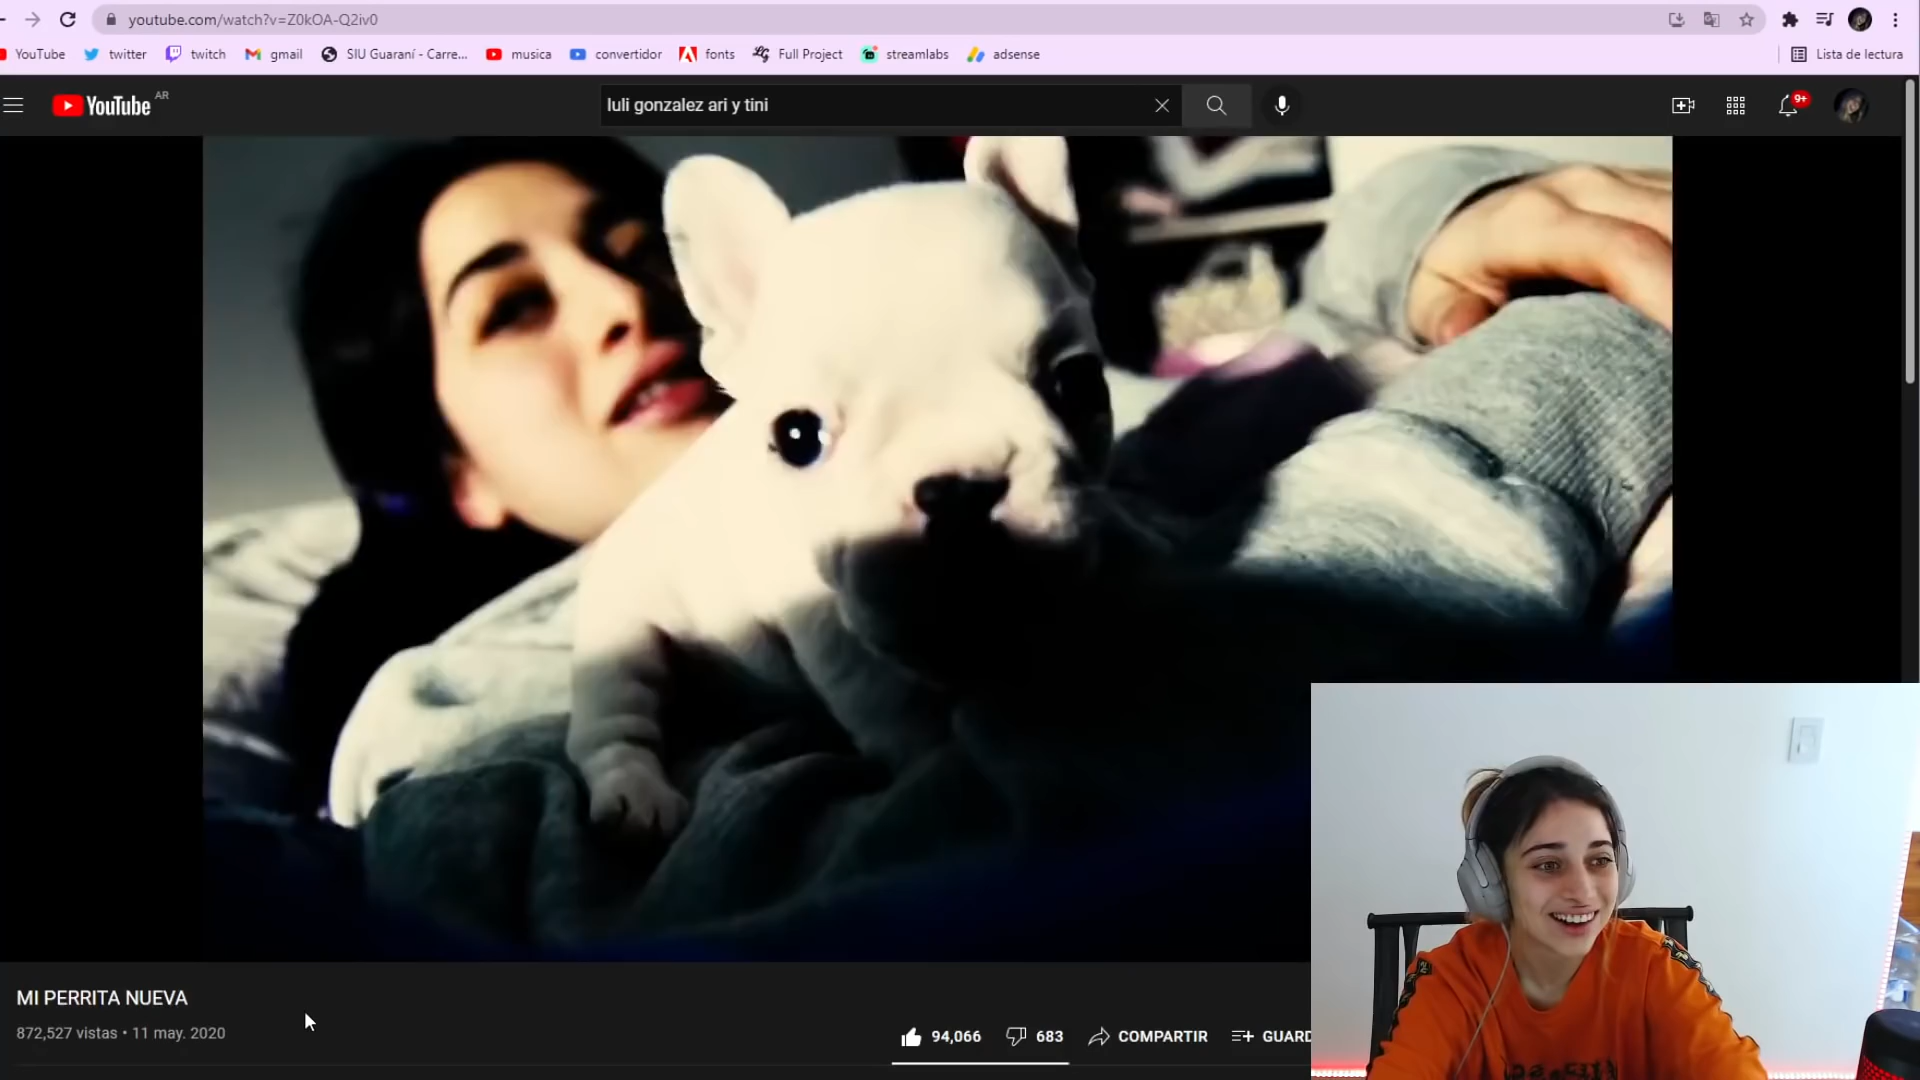 youtube.com/watch?v=Z0kOA-Q2iv0
YouTube twitter twitch gmail SIU Guaraní - Carre... musica convertidor fonts Full Project streamlabs adsense Lista de lectura
YouTube AR luli gonzalez ari y tini 9+
MI PERRITA NUEVA
872,527 vistas • 11 may. 2020
94,066 683 COMPARTIR GUARD